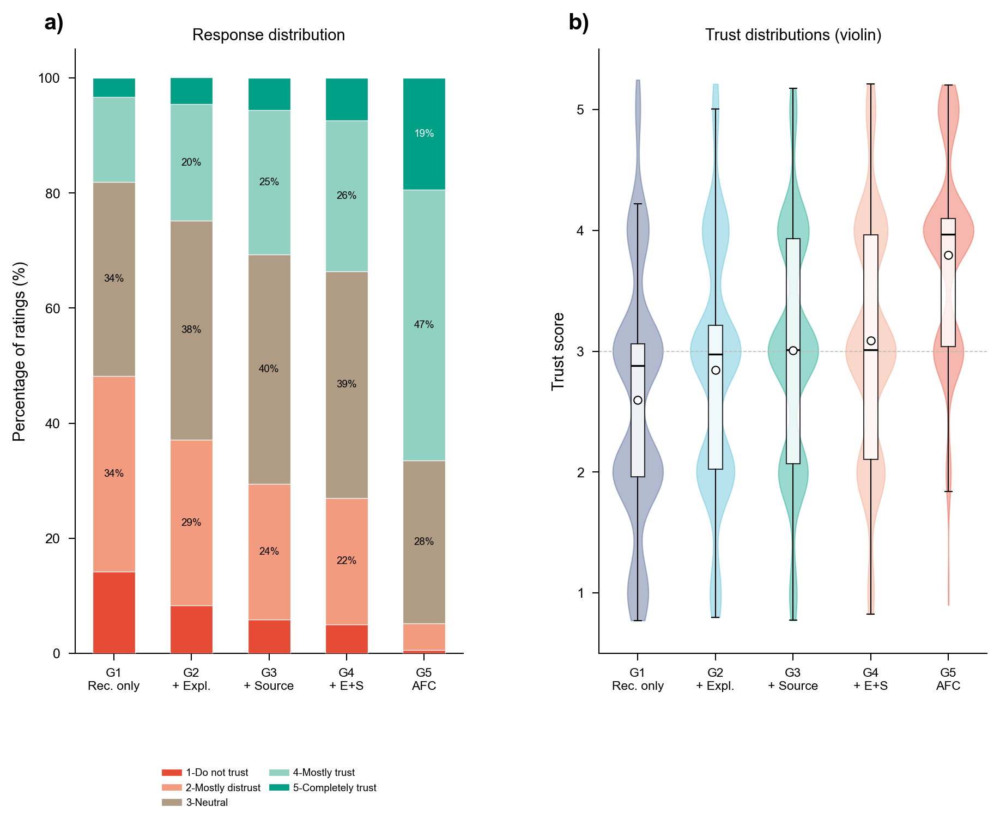 a)
Response distribution
Percentage of ratings (%)
100
80
60
40
20
0
34%
34%
20%
38%
29%
25%
40%
24%
26%
39%
22%
19%
47%
28%
G1
Rec. only
G2
+ Expl.
G3
+ Source
G4
+ E+S
G5
AFC
1-Do not trust
2-Mostly distrust
3-Neutral
4-Mostly trust
5-Completely trust
b)
Trust distributions (violin)
Trust score
5
4
3
2
1
G1
Rec. only
G2
+ Expl.
G3
+ Source
G4
+ E+S
G5
AFC